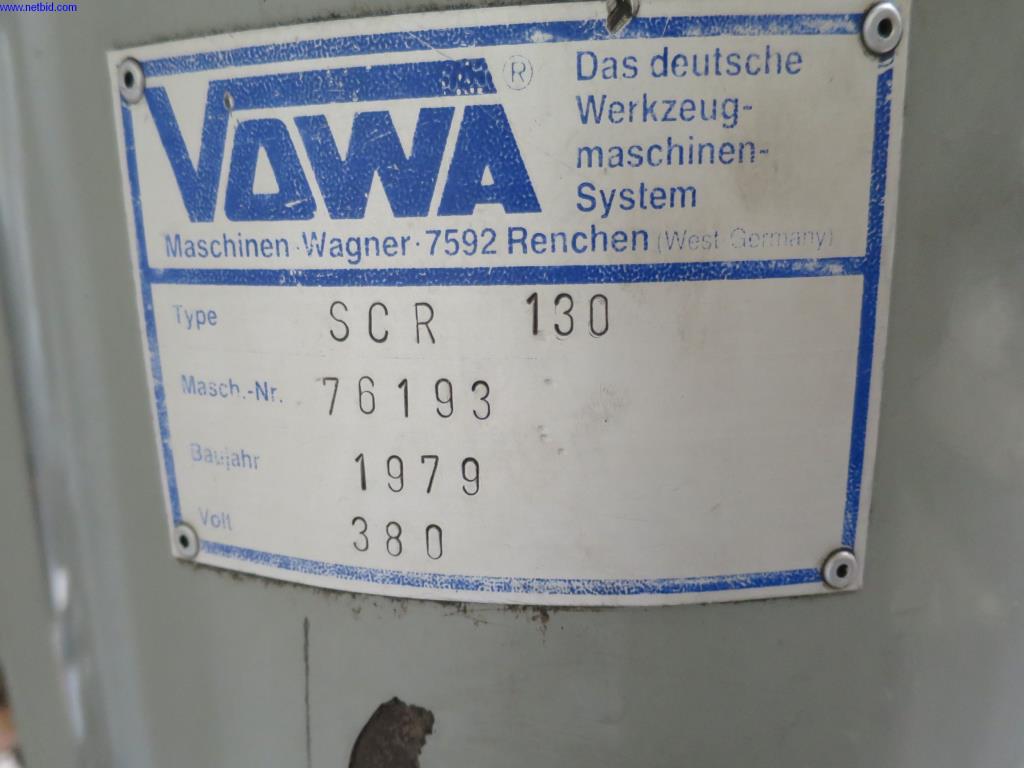 www.netbid.com
VOWA®
Das deutsche
Werkzeug-
maschinen-
System
Maschinen·Wagner·7592 Renchen (West Germany)
Type SCR 130
Masch.-Nr. 76193
Baujahr 1979
Volt 380